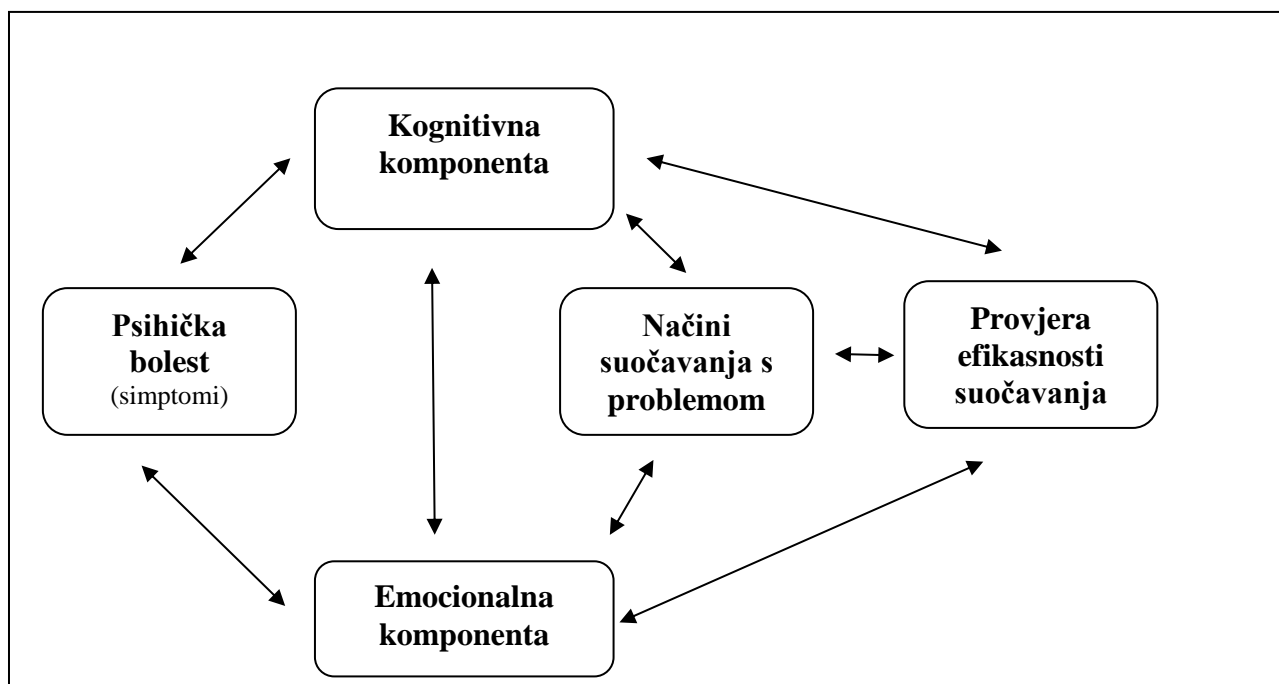 Kognitivna
komponenta
Psihička
bolest
(simptomi)
Načini
suočavanja s
problemom
Provjera
efikasnosti
suočavanja
Emocionalna
komponenta